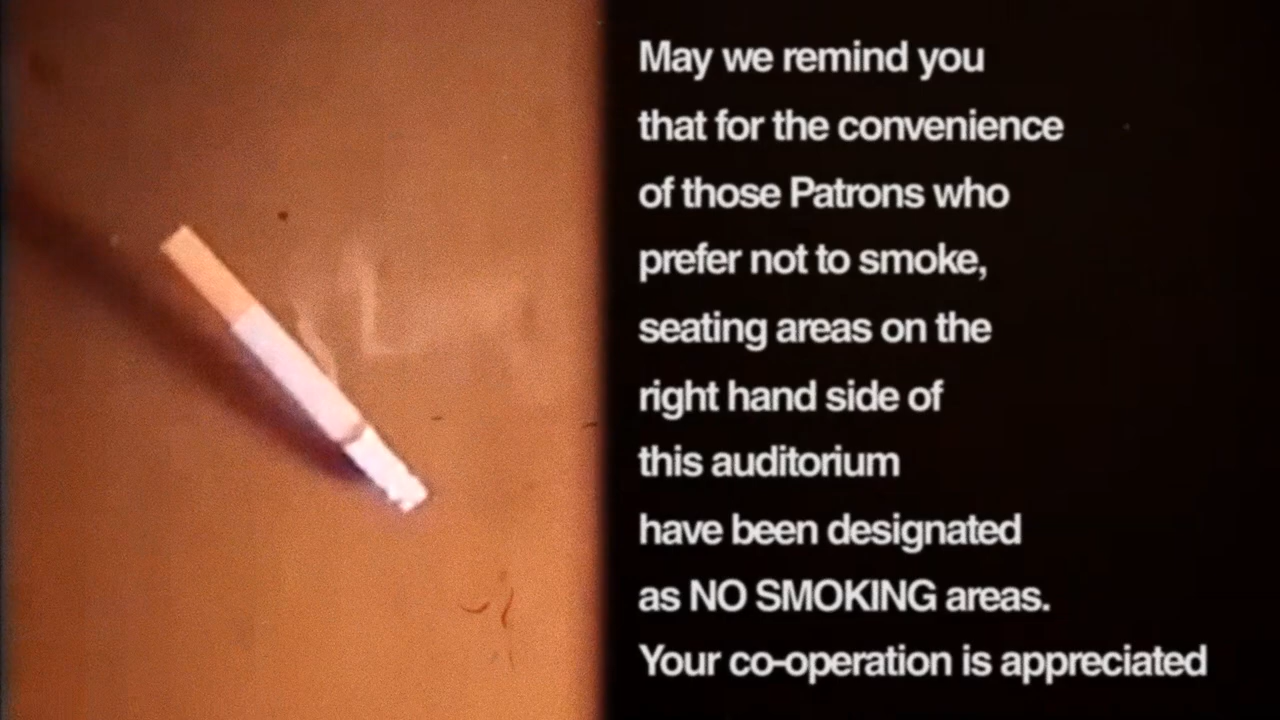 May we remind you
that for the convenience
of those Patrons who
prefer not to smoke,
seating areas on the
right hand side of
this auditorium
have been designated
as NO SMOKING areas.
Your co-operation is appreciated